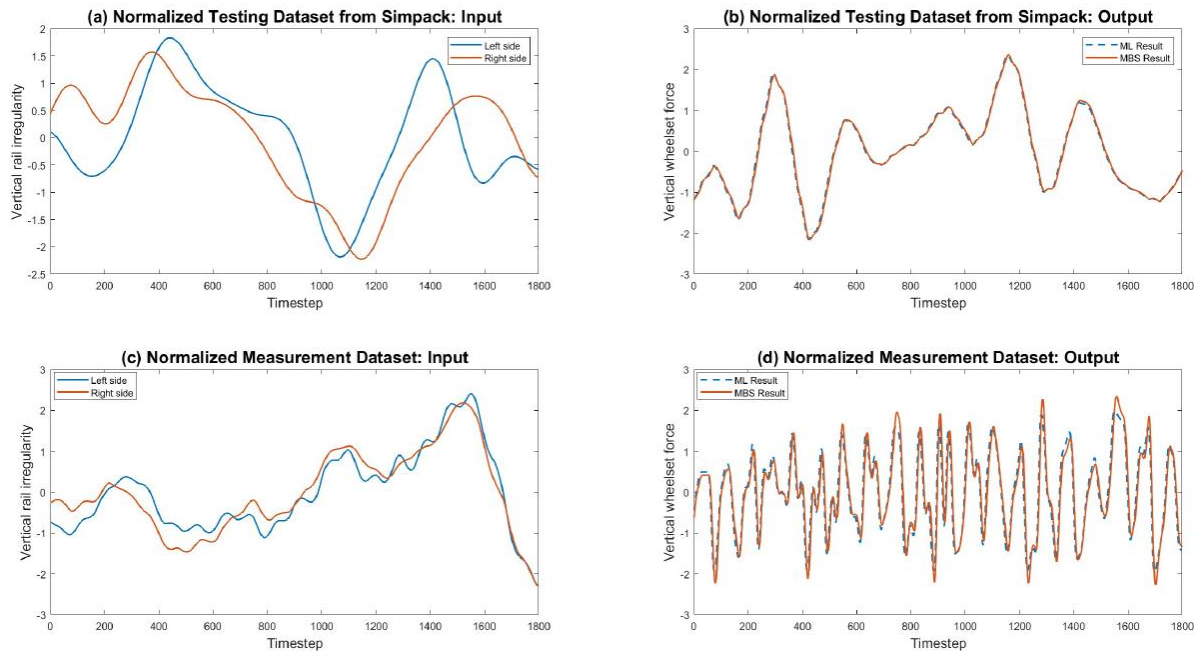 (a) Normalized Testing Dataset from Simpack: Input
2
1.5
1
0.5
0
-0.5
-1
-1.5
-2
-2.5
0 200 400 600 800 1000 1200 1400 1600 1800
Vertical rail irregularity
Timestep
Left side
Right side
(b) Normalized Testing Dataset from Simpack: Output
3
2
1
0
-1
-2
-3
0 200 400 600 800 1000 1200 1400 1600 1800
Vertical wheelset force
Timestep
ML Result
MBS Result
(c) Normalized Measurement Dataset: Input
3
2
1
0
-1
-2
-3
0 200 400 600 800 1000 1200 1400 1600 1800
Vertical rail irregularity
Timestep
Left side
Right side
(d) Normalized Measurement Dataset: Output
3
2
1
0
-1
-2
-3
0 200 400 600 800 1000 1200 1400 1600 1800
Vertical wheelset force
Timestep
ML Result
MBS Result